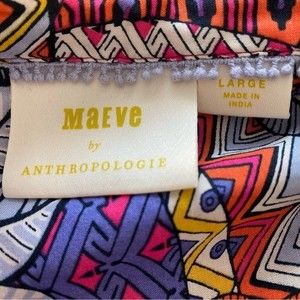 MaEVe
by
ANTHROPOLOGIE
LARGE
MADE IN
INDIA